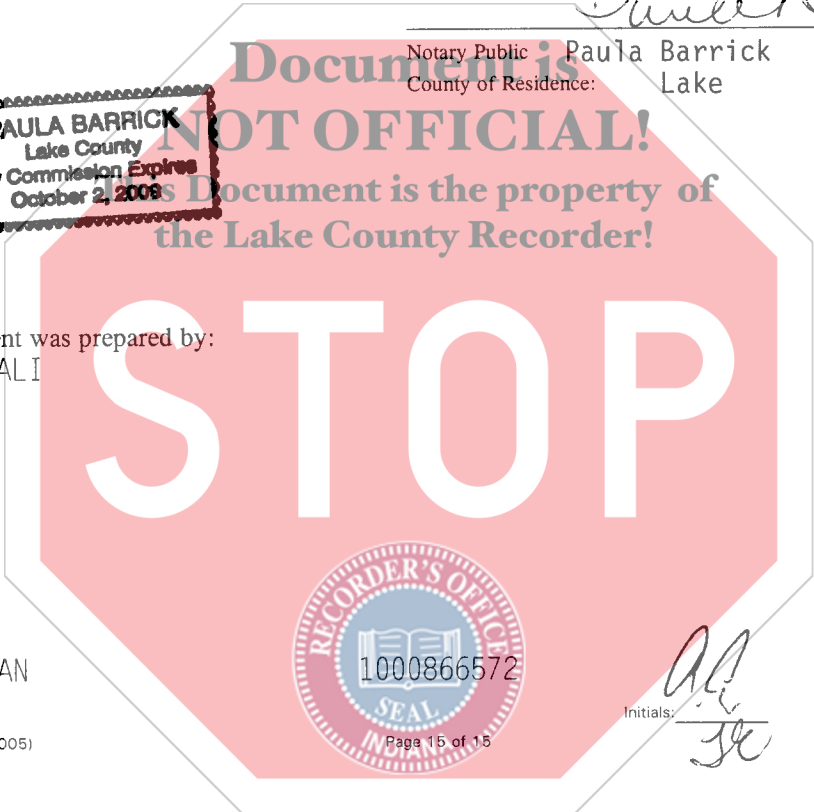 Notary Public Paula Barrick
County of Residence: Lake
Document is
NOT OFFICIAL!
This Document is the property of
the Lake County Recorder!
AULA BARRICK
Lake County
Commission Expires
October 2, 2009
nt was prepared by:
ALI
STOP
RECORDER'S OFFICE
SEAL
INDIANA
AN
1000866572
Initials:
005)
Page 15 of 15